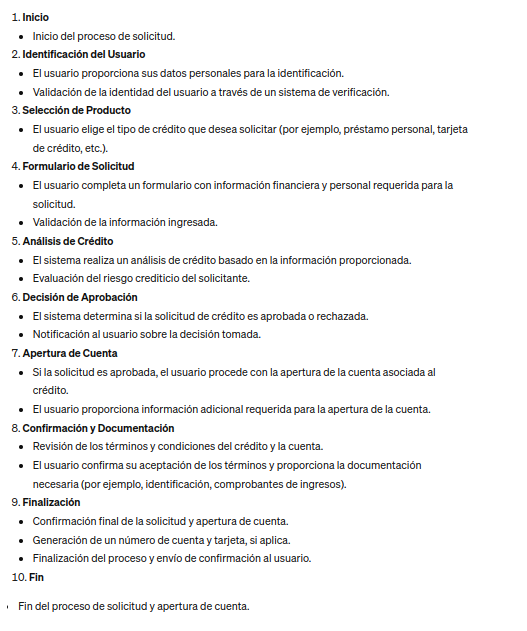 1. Inicio
• Inicio del proceso de solicitud.
2. Identificación del Usuario
• El usuario proporciona sus datos personales para la identificación.
• Validación de la identidad del usuario a través de un sistema de verificación.
3. Selección de Producto
• El usuario elige el tipo de crédito que desea solicitar (por ejemplo, préstamo personal, tarjeta
de crédito, etc.).
4. Formulario de Solicitud
• El usuario completa un formulario con información financiera y personal requerida para la
solicitud.
• Validación de la información ingresada.
5. Análisis de Crédito
• El sistema realiza un análisis de crédito basado en la información proporcionada.
• Evaluación del riesgo crediticio del solicitante.
6. Decisión de Aprobación
• El sistema determina si la solicitud de crédito es aprobada o rechazada.
• Notificación al usuario sobre la decisión tomada.
7. Apertura de Cuenta
• Si la solicitud es aprobada, el usuario procede con la apertura de la cuenta asociada al
crédito.
• El usuario proporciona información adicional requerida para la apertura de la cuenta.
8. Confirmación y Documentación
• Revisión de los términos y condiciones del crédito y la cuenta.
• El usuario confirma su aceptación de los términos y proporciona la documentación
necesaria (por ejemplo, identificación, comprobantes de ingresos).
9. Finalización
• Confirmación final de la solicitud y apertura de cuenta.
• Generación de un número de cuenta y tarjeta, si aplica.
• Finalización del proceso y envío de confirmación al usuario.
10. Fin
• Fin del proceso de solicitud y apertura de cuenta.